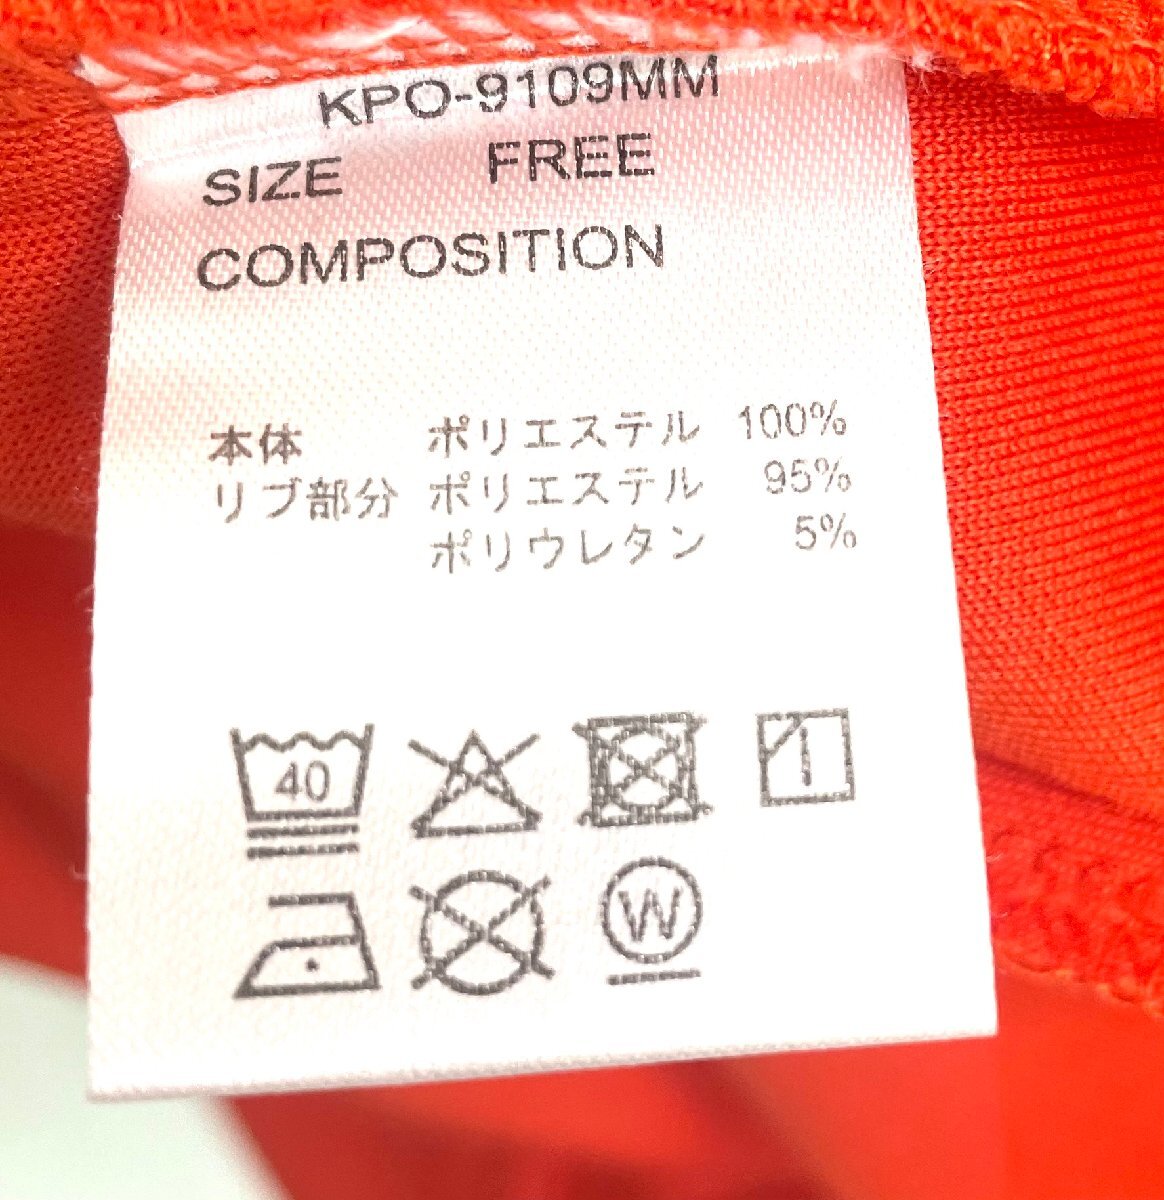 KPO-9109MM
SIZE FREE
COMPOSITION
本体 ポリエステル 100%
リブ部分 ポリエステル 95%
ポリウレタン 5%
40
W